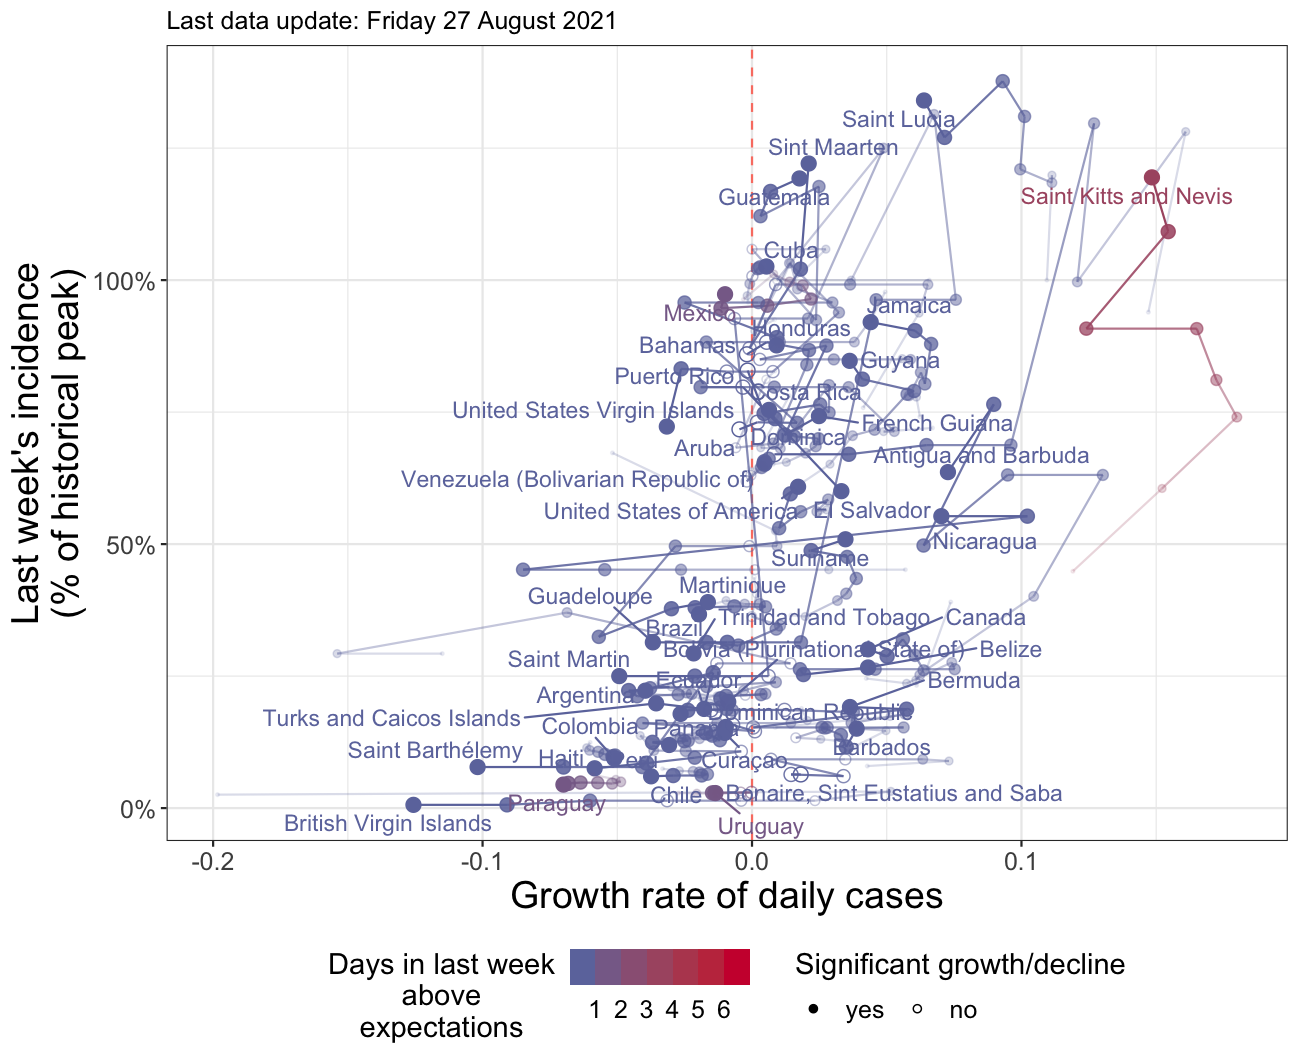 Last data update: Friday 27 August 2021
Last week's incidence
(% of historical peak)
100%
50%
0%
Saint Lucia
Sint Maarten
Saint Kitts and Nevis
Guatemala
Cuba
Jamaica
Mexico
Honduras
Bahamas
Guyana
Puerto Rico
Costa Rica
United States Virgin Islands
French Guiana
Dominica
Aruba
Antigua and Barbuda
Venezuela (Bolivarian Republic of)
United States of America
El Salvador
Nicaragua
Suriname
Martinique
Guadeloupe
Trinidad and Tobago
Canada
Brazil
Bolivia (Plurinational State of)
Belize
Saint Martin
Ecuador
Bermuda
Argentina
Dominican Republic
Turks and Caicos Islands
Colombia
Panama
Barbados
Saint Barthélemy
Haiti
Peru
Curaçao
Chile
Bonaire, Sint Eustatius and Saba
Paraguay
British Virgin Islands
Uruguay
-0.2
-0.1
0.0
0.1
Growth rate of daily cases
Days in last week
above
expectations
1 2 3 4 5 6
Significant growth/decline
yes
no